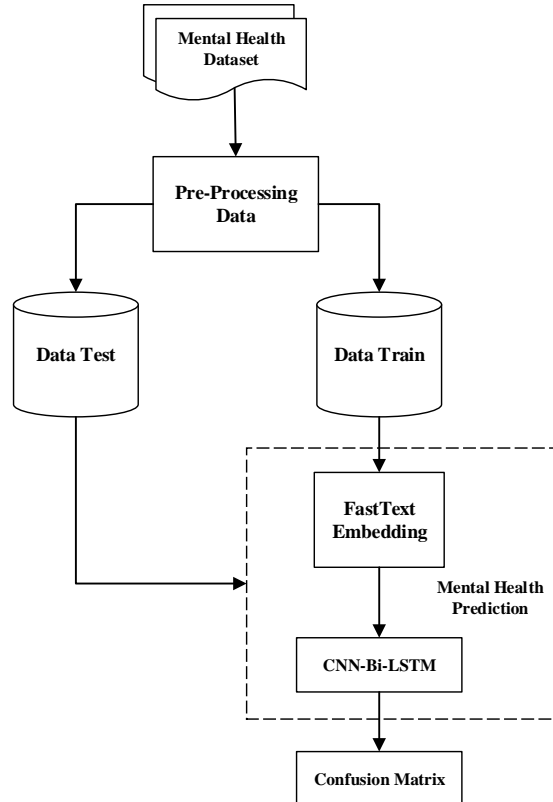 Mental Health
Dataset
Pre-Processing
Data
Data Test
Data Train
FastText
Embedding
Mental Health
Prediction
CNN-Bi-LSTM
Confusion Matrix